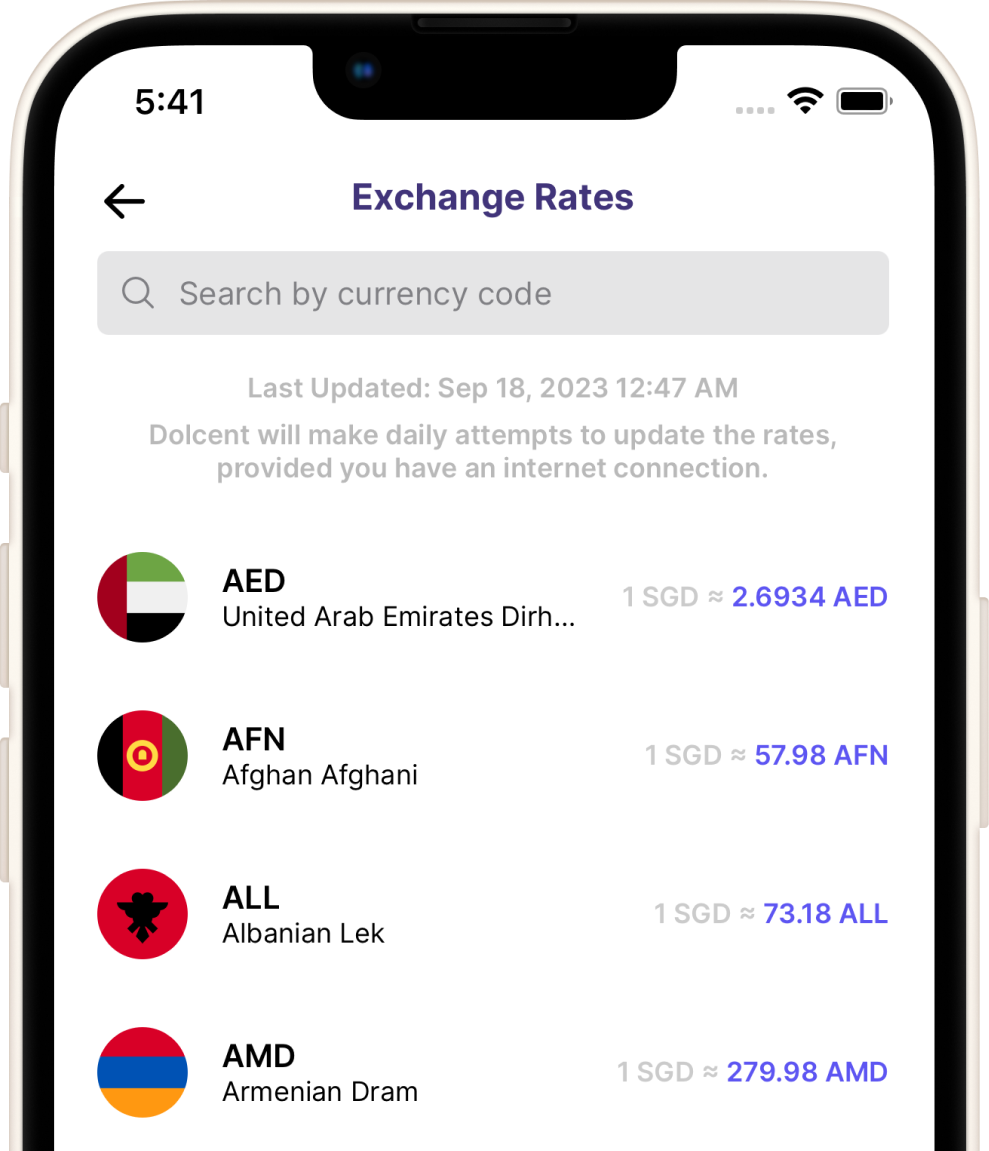 5:41
Exchange Rates
Search by currency code
Last Updated: Sep 18, 2023 12:47 AM
Dolcent will make daily attempts to update the rates,
provided you have an internet connection.
AED
United Arab Emirates Dirh...
1 SGD ≈ 2.6934 AED
AFN
Afghan Afghani
1 SGD ≈ 57.98 AFN
ALL
Albanian Lek
1 SGD ≈ 73.18 ALL
AMD
Armenian Dram
1 SGD ≈ 279.98 AMD